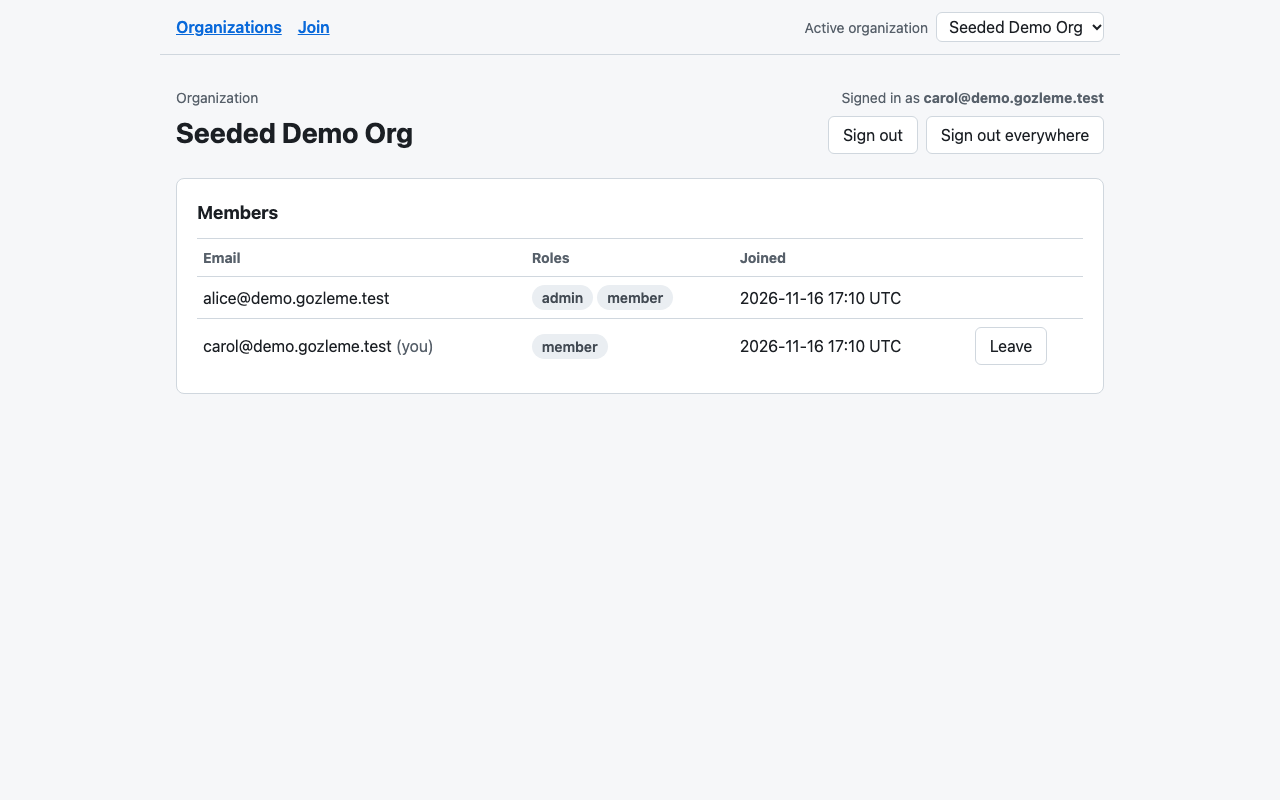 Organizations Join Active organization Seeded Demo Org
Organization Signed in as carol@demo.gozleme.test
Seeded Demo Org Sign out Sign out everywhere
Members
Email Roles Joined
alice@demo.gozleme.test admin member 2026-11-16 17:10 UTC
carol@demo.gozleme.test (you) member 2026-11-16 17:10 UTC Leave